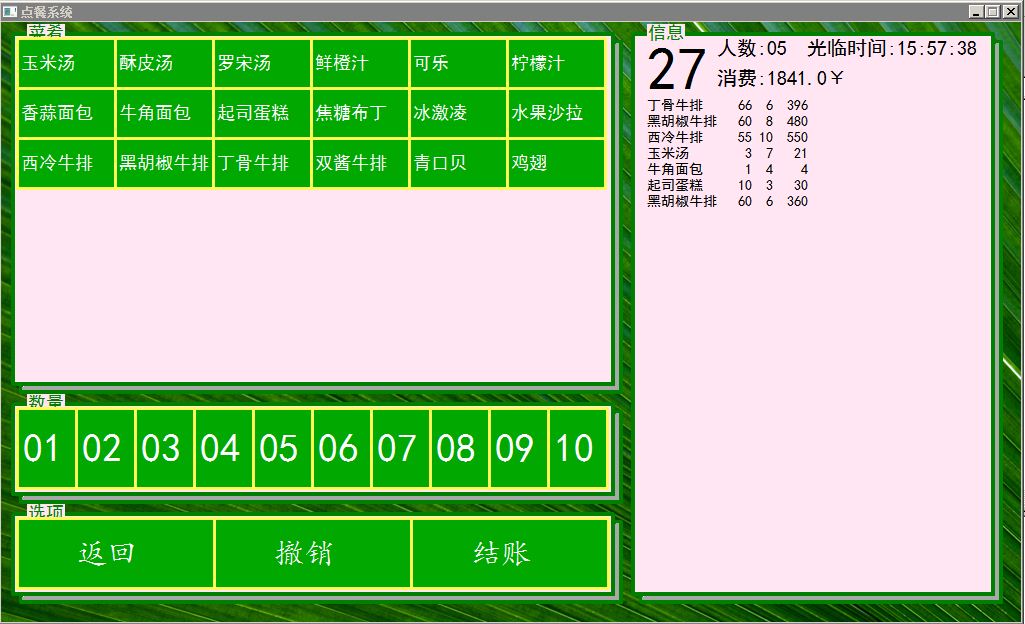 点餐系统
菜肴
玉米汤 酥皮汤 罗宋汤 鲜橙汁 可乐 柠檬汁
香蒜面包 牛角面包 起司蛋糕 焦糖布丁 冰激凌 水果沙拉
西冷牛排 黑胡椒牛排 丁骨牛排 双酱牛排 青口贝 鸡翅
数量
01 02 03 04 05 06 07 08 09 10
选项
返回 撤销 结账
信息
27
人数:05 光临时间:15:57:38
消费:1841.0¥
丁骨牛排 66 6 396
黑胡椒牛排 60 8 480
西冷牛排 55 10 550
玉米汤 3 7 21
牛角面包 1 4 4
起司蛋糕 10 3 30
黑胡椒牛排 60 6 360